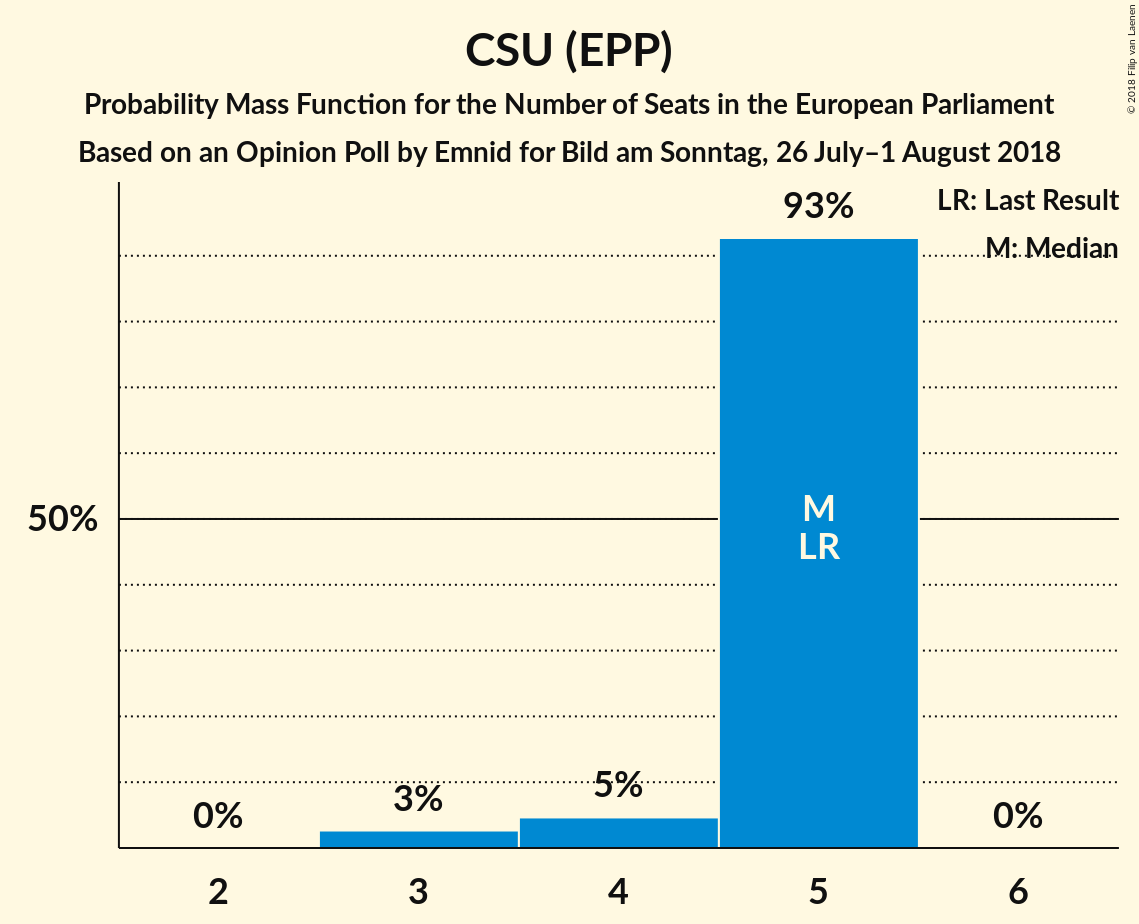 CSU (EPP)
Probability Mass Function for the Number of Seats in the European Parliament
Based on an Opinion Poll by Emnid for Bild am Sonntag, 26 July–1 August 2018
© 2018 Filip van Laenen
LR: Last Result
M: Median
93%
50%
M
LR
0%
3%
5%
0%
2
3
4
5
6